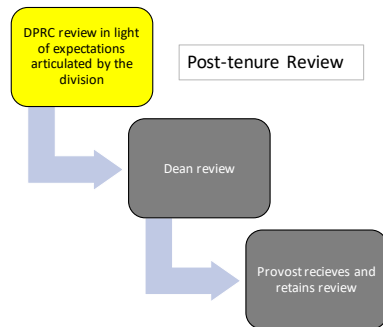 DPRC review in light
of expectations
articulated by the
division
Post-tenure Review
Dean review
Provost recieves and
retains review